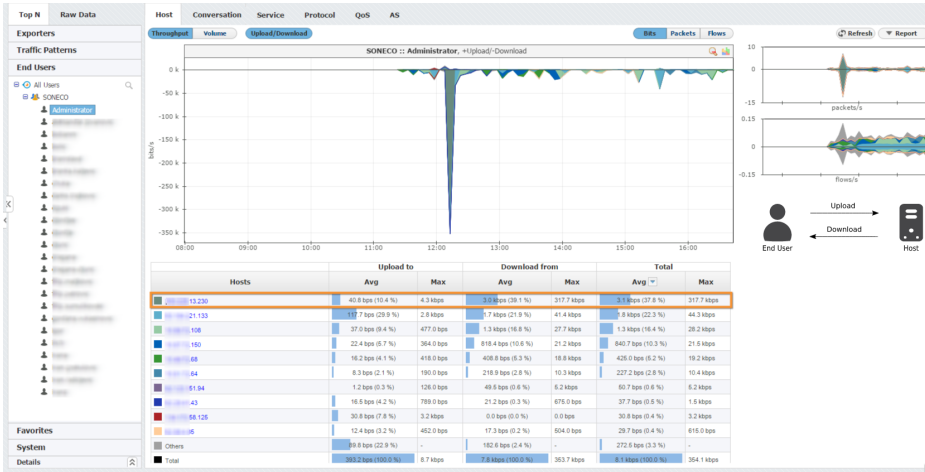 Top N Raw Data
Host Conversation Service Protocol QoS AS
Exporters
Traffic Patterns
End Users
All Users
SONECO
Administrator
Favorites
System
Details
Throughput Volume Upload/Download
Bits Packets Flows
Refresh Report
SONECO :: Administrator, +Upload/-Download
bits/s
0 k
-50 k
-100 k
-150 k
-200 k
-250 k
-300 k
-350 k
08:00 09:00 10:00 11:00 12:00 13:00 14:00 15:00 16:00
10
0
-15
packets/s
0.15
0
-0.15
flows/s
Upload
Download
End User Host
Upload to Download from Total
Hosts Avg Max Avg Max Avg Max
13.230 40.8 bps (10.4 %) 4.3 kbps 3.0 kbps (39.1 %) 317.7 kbps 3.1 kbps (37.8 %) 317.7 kbps
21.133 117.7 bps (29.9 %) 2.8 kbps 1.7 kbps (21.9 %) 41.4 kbps 1.8 kbps (22.3 %) 44.3 kbps
.108 37.0 bps (9.4 %) 477.0 bps 1.3 kbps (16.8 %) 27.7 kbps 1.3 kbps (16.4 %) 28.2 kbps
.150 22.4 bps (5.7 %) 364.0 bps 818.4 bps (10.6 %) 21.2 kbps 840.7 bps (10.3 %) 21.5 kbps
.68 16.2 bps (4.1 %) 418.0 bps 408.8 bps (5.3 %) 18.8 kbps 425.0 bps (5.2 %) 19.2 kbps
.64 8.3 bps (2.1 %) 190.0 bps 218.9 bps (2.8 %) 10.3 kbps 227.2 bps (2.8 %) 10.4 kbps
51.94 1.2 bps (0.3 %) 126.0 bps 49.5 bps (0.6 %) 5.2 kbps 50.7 bps (0.6 %) 5.2 kbps
.43 16.5 bps (4.2 %) 789.0 bps 21.2 bps (0.3 %) 675.0 bps 37.7 bps (0.5 %) 1.5 kbps
58.125 30.8 bps (7.8 %) 3.2 kbps 0.0 bps (0.0 %) 0.0 bps 30.8 bps (0.4 %) 3.2 kbps
12.4 bps (3.2 %) 452.0 bps 17.3 bps (0.2 %) 504.0 bps 29.7 bps (0.4 %) 615.0 bps
Others 89.8 bps (22.9 %) - 182.6 bps (2.4 %) - 272.5 bps (3.3 %) -
Total 393.2 bps (100.0 %) 8.7 kbps 7.8 kbps (100.0 %) 353.7 kbps 8.1 kbps (100.0 %) 354.1 kbps